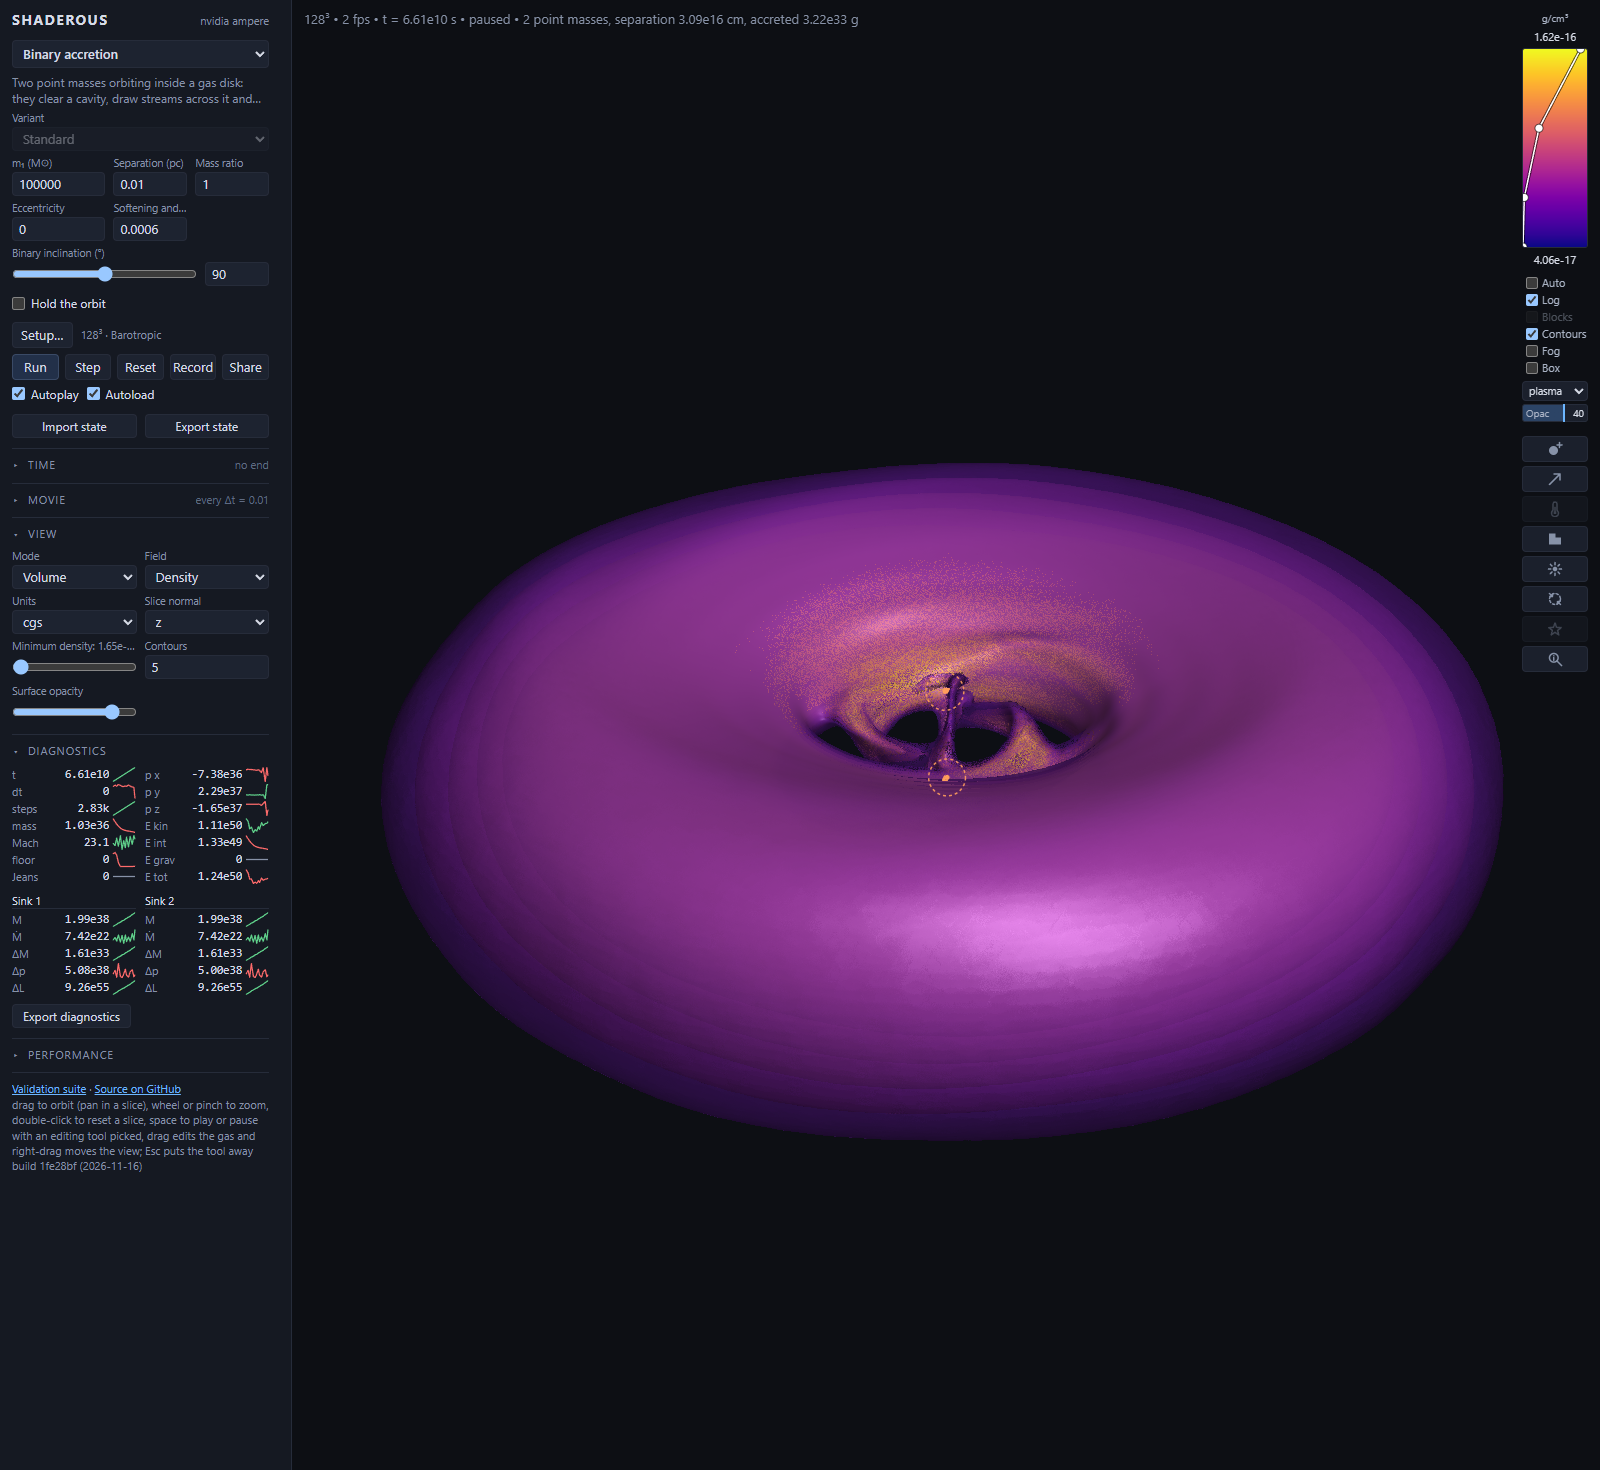 SHADEROUS nvidia ampere
Binary accretion
Two point masses orbiting inside a gas disk:
they clear a cavity, draw streams across it and...
Variant
Standard
m₁ (M⊙) Separation (pc) Mass ratio
100000 0.01 1
Eccentricity Softening and...
0 0.0006
Binary inclination (°)
90
Hold the orbit
Setup... 128³ · Barotropic
Run Step Reset Record Share
Autoplay Autoload
Import state Export state
TIME no end
MOVIE every Δt = 0.01
VIEW
Mode Field
Volume Density
Units Slice normal
cgs z
Minimum density: 1.65e-... Contours
5
Surface opacity
DIAGNOSTICS
t 6.61e10 p x -7.38e36
dt 0 p y 2.29e37
steps 2.83k p z -1.65e37
mass 1.03e36 E kin 1.11e50
Mach 23.1 E int 1.33e49
floor 0 E grav 0
Jeans 0 E tot 1.24e50
Sink 1 Sink 2
M 1.99e38 M 1.99e38
Ṁ 7.42e22 Ṁ 7.42e22
ΔM 1.61e33 ΔM 1.61e33
Δp 5.08e38 Δp 5.00e38
ΔL 9.26e55 ΔL 9.26e55
Export diagnostics
PERFORMANCE
Validation suite · Source on GitHub
drag to orbit (pan in a slice), wheel or pinch to zoom,
double-click to reset a slice, space to play or pause
with an editing tool picked, drag edits the gas and
right-drag moves the view; Esc puts the tool away
build 1fe28bf (2026-11-16)
128³ • 2 fps • t = 6.61e10 s • paused • 2 point masses, separation 3.09e16 cm, accreted 3.22e33 g
g/cm³
1.62e-16
4.06e-17
Auto
Log
Blocks
Contours
Fog
Box
plasma
Opac 40